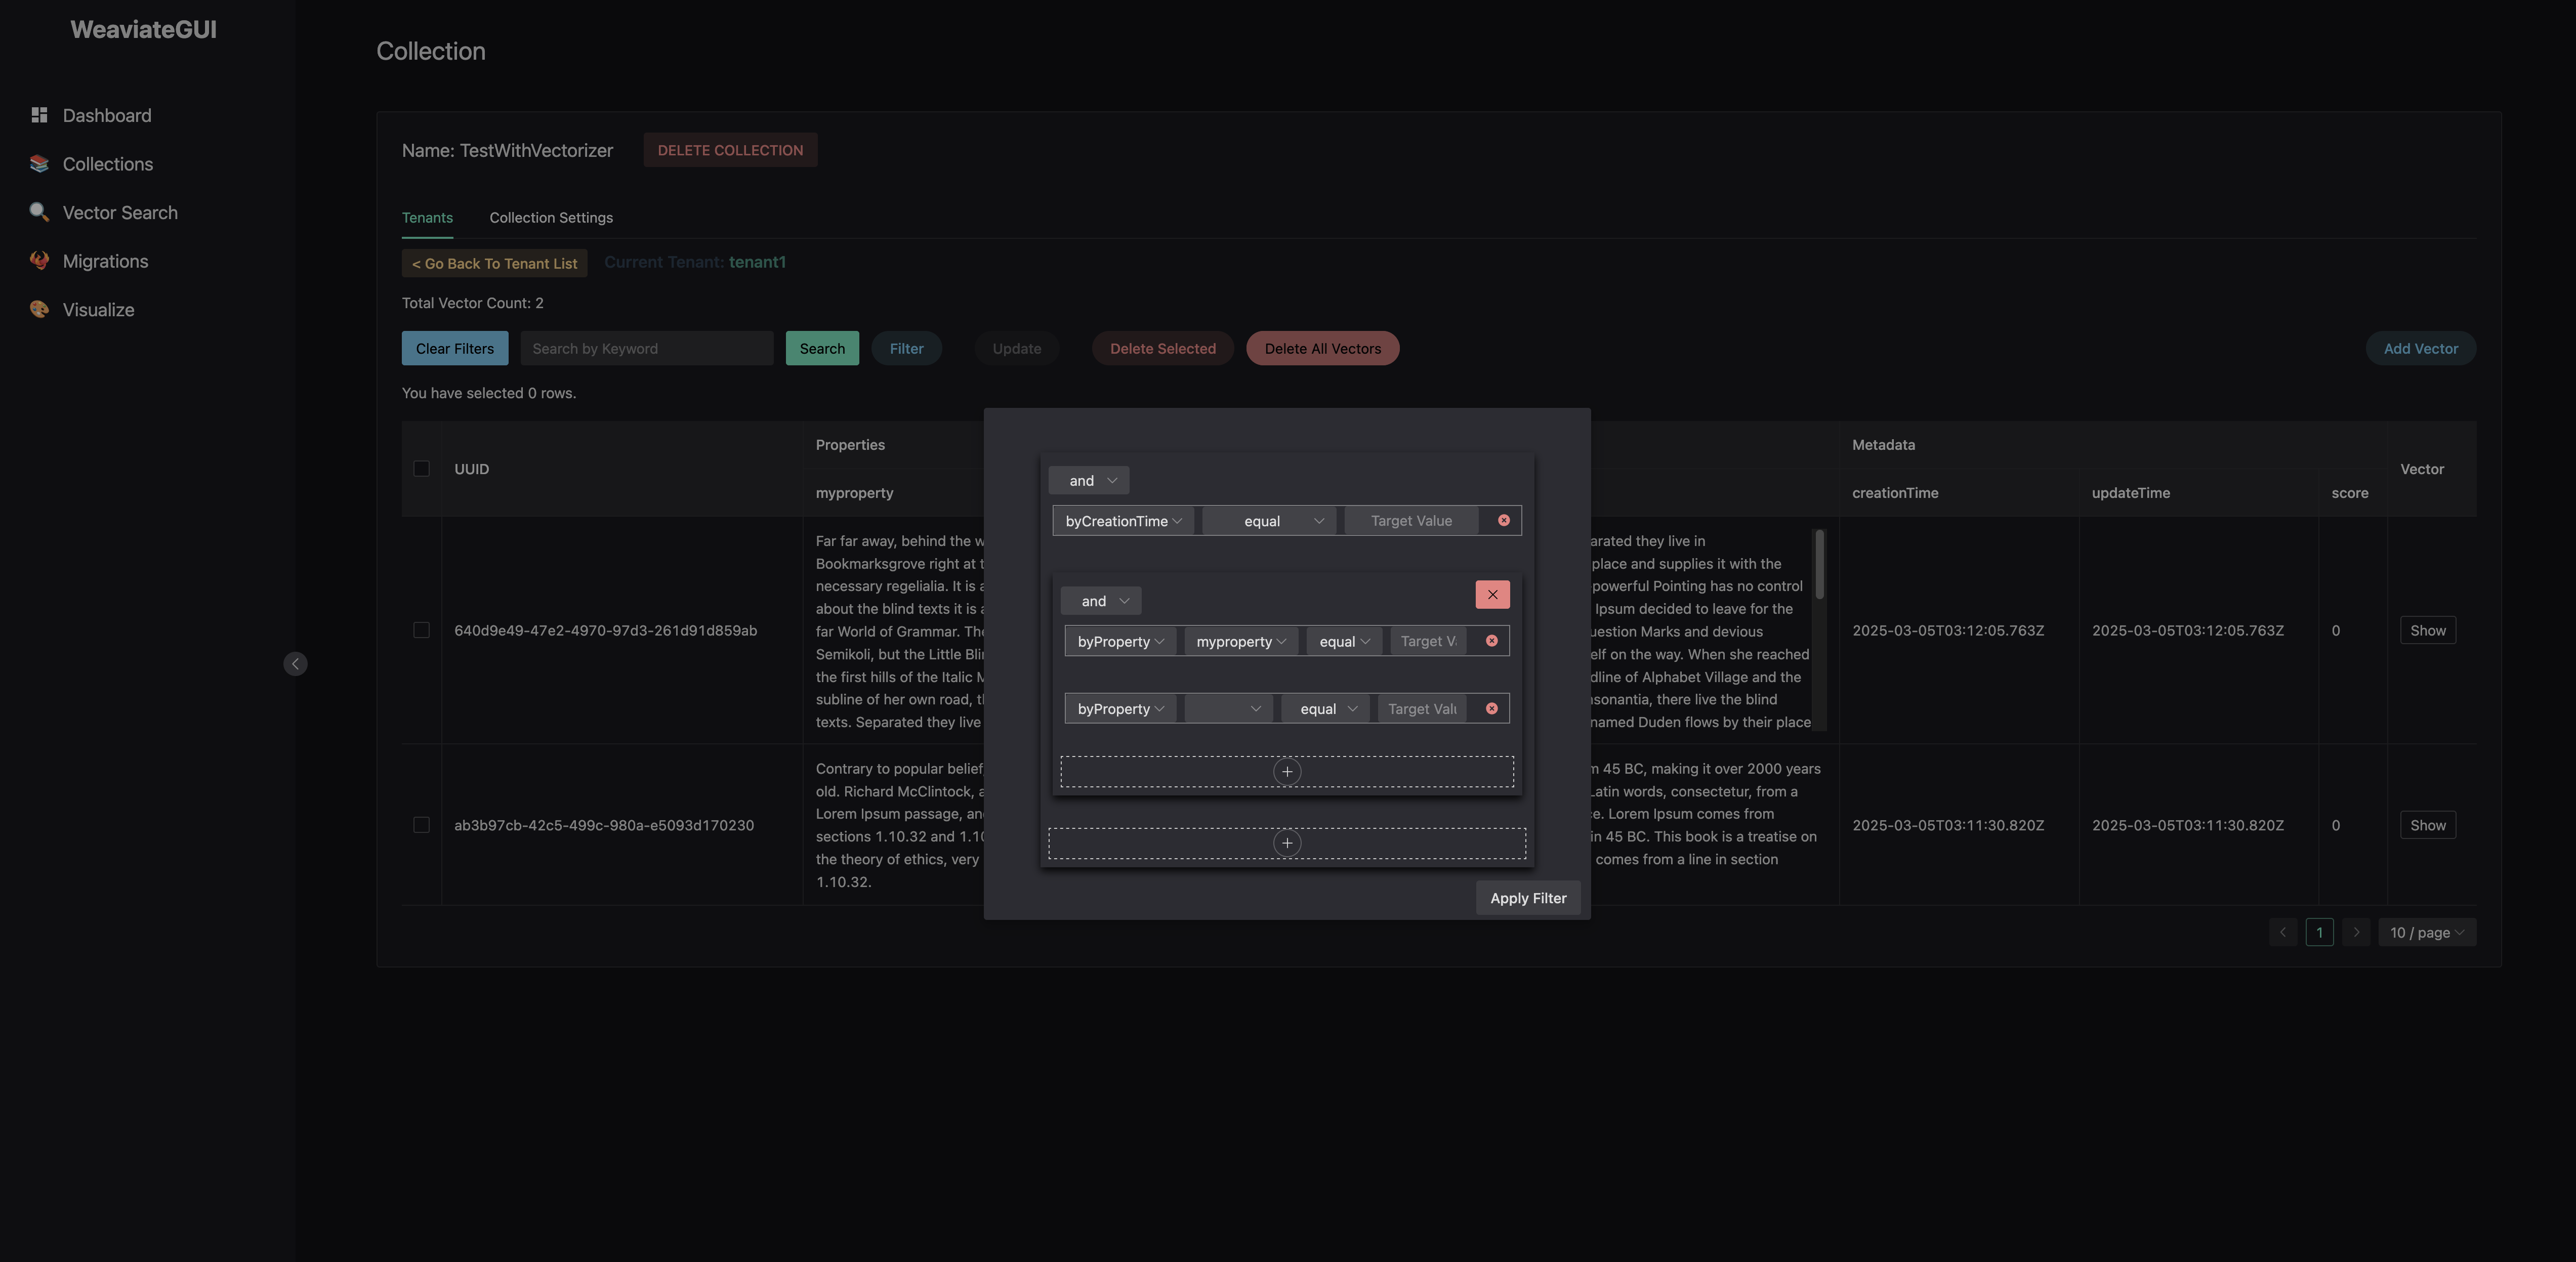 WeaviateGUI
Dashboard
Collections
Vector Search
Migrations
Visualize
Collection
Name: TestWithVectorizer
DELETE COLLECTION
Tenants
Collection Settings
< Go Back To Tenant List
Current Tenant: tenant1
Total Vector Count: 2
Clear Filters
Search by Keyword
Search
Filter
Update
Delete Selected
Delete All Vectors
Add Vector
You have selected 0 rows.
UUID
Properties
Metadata
Vector
myproperty
creationTime
updateTime
score
640d9e49-47e2-4970-97d3-261d91d859ab
Far far away, behind the
Bookmarksgrove right at
necessary regelialia. It is
about the blind texts it is
far World of Grammar.
Semikoli, but the Little
the first hills of the Italic
subline of her own road,
texts. Separated they live
they live in
place and supplies it with the
powerful Pointing has no control
Ipsum decided to leave for the
Marks and devious
on the way. When she reached
of Alphabet Village and the
there live the blind
named Duden flows by their place
2025-03-05T03:12:05.763Z
2025-03-05T03:12:05.763Z
0
Show
ab3b97cb-42c5-499c-980a-e5093d170230
Contrary to popular belief
old. Richard McClintock,
Lorem Ipsum passage,
sections 1.10.32 and
the theory of ethics, very
1.10.32.
45 BC, making it over 2000 years
Latin words, consectetur, from a
Lorem Ipsum comes from
in 45 BC. This book is a treatise on
comes from a line in section
2025-03-05T03:11:30.820Z
2025-03-05T03:11:30.820Z
0
Show
and
byCreationTime
equal
Target Value
and
byProperty
myproperty
equal
Target V
byProperty
equal
Target
Apply Filter
1
10 / page